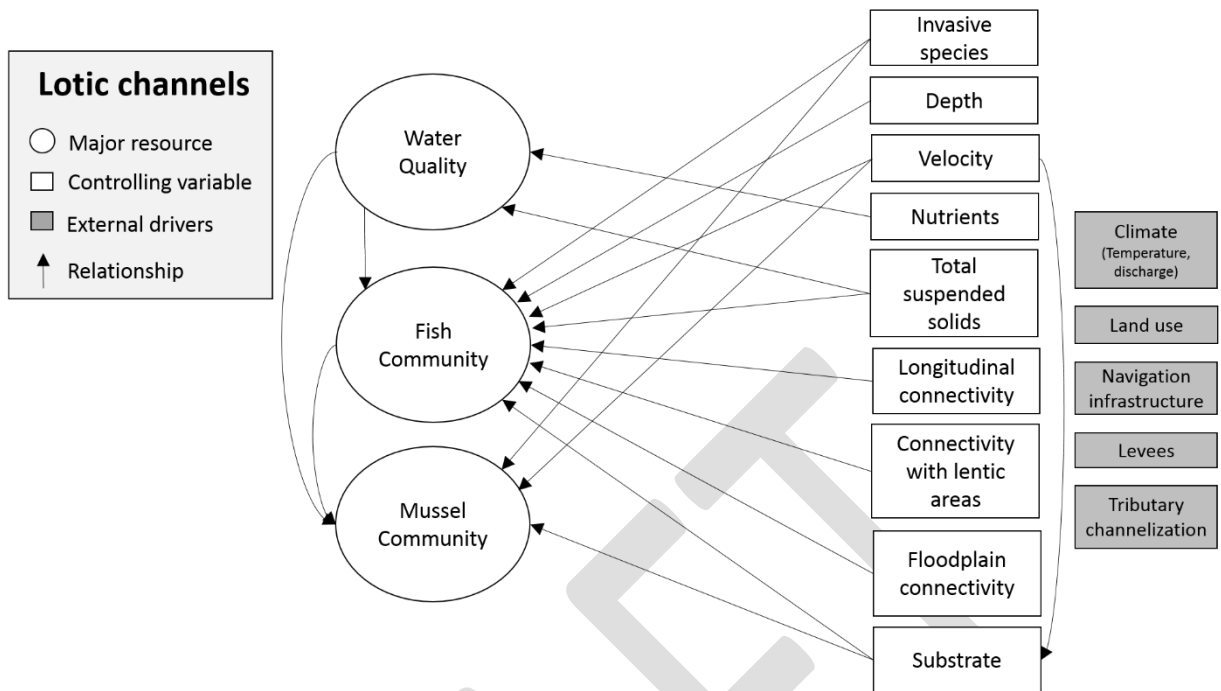 Lotic channels
Major resource
Controlling variable
External drivers
Relationship
Water
Quality
Fish
Community
Mussel
Community
Invasive
species
Depth
Velocity
Nutrients
Total
suspended
solids
Longitudinal
connectivity
Connectivity
with lentic
areas
Floodplain
connectivity
Substrate
Climate
(Temperature,
discharge)
Land use
Navigation
infrastructure
Levees
Tributary
channelization